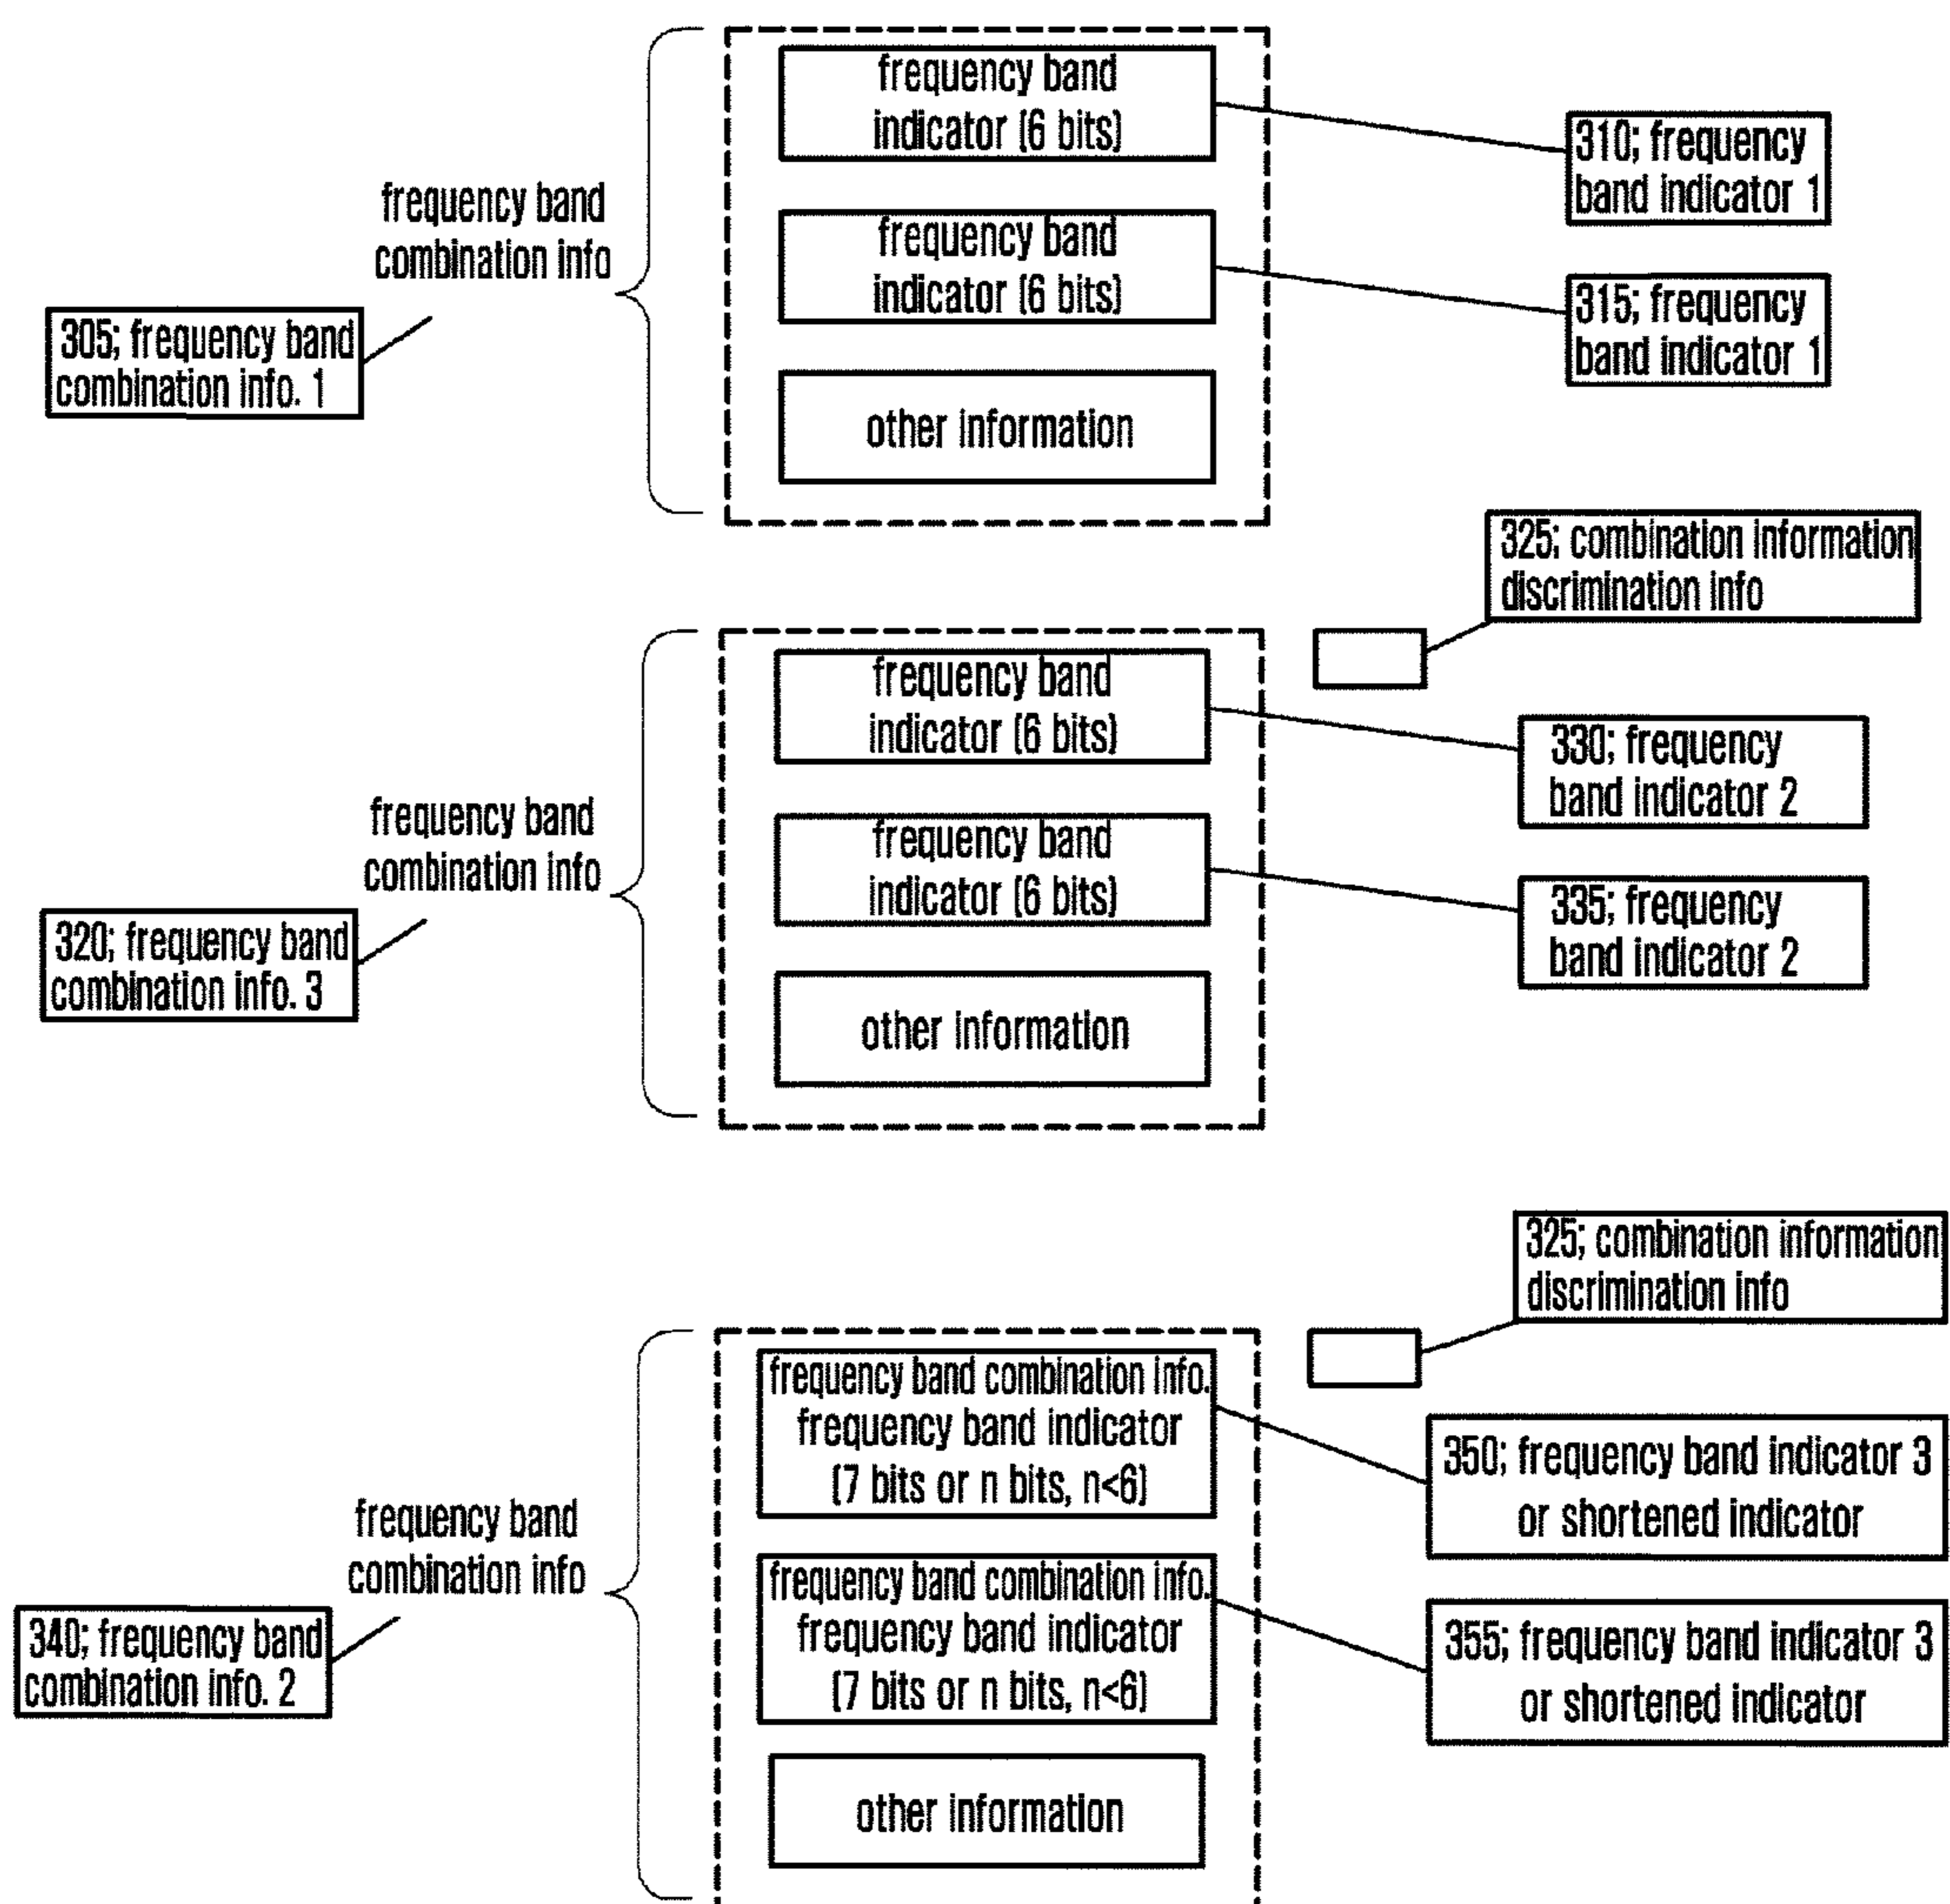 frequency band
indicator (6 bits)
310; frequency
band indicator 1
frequency band
combination info
frequency band
indicator (6 bits)
315; frequency
band indicator 1
305; frequency band
combination info. 1
other information
325; combination information
discrimination info
frequency band
indicator (6 bits)
330; frequency
band indicator 2
frequency band
combination info
frequency band
indicator (6 bits)
335; frequency
band indicator 2
320; frequency band
combination info. 3
other information
325; combination information
discrimination info
frequency band combination info.
frequency band indicator
(7 bits or n bits, n<6)
350; frequency band indicator 3
or shortened indicator
frequency band
combination info
frequency band combination info.
frequency band indicator
(7 bits or n bits, n<6)
355; frequency band indicator 3
or shortened indicator
340; frequency band
combination info. 2
other information